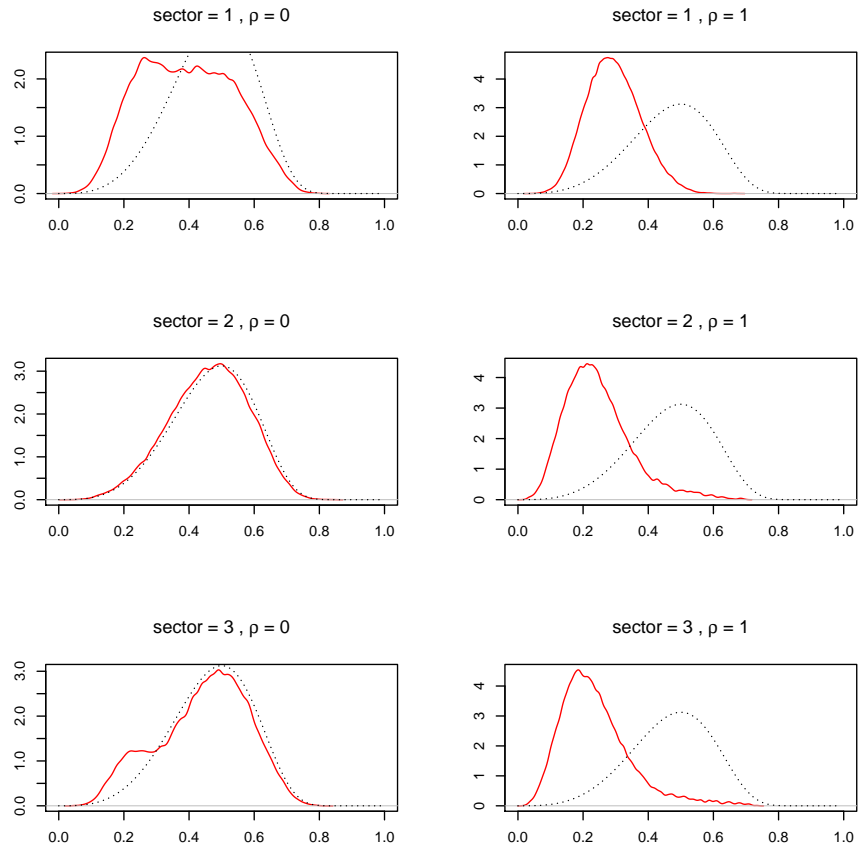 sector = 1 , ρ = 0
0.0 1.0 2.0
0.0 0.2 0.4 0.6 0.8 1.0
sector = 1 , ρ = 1
0 1 2 3 4
0.0 0.2 0.4 0.6 0.8 1.0
sector = 2 , ρ = 0
0.0 1.0 2.0 3.0
0.0 0.2 0.4 0.6 0.8 1.0
sector = 2 , ρ = 1
0 1 2 3 4
0.0 0.2 0.4 0.6 0.8 1.0
sector = 3 , ρ = 0
0.0 1.0 2.0 3.0
0.0 0.2 0.4 0.6 0.8 1.0
sector = 3 , ρ = 1
0 1 2 3 4
0.0 0.2 0.4 0.6 0.8 1.0